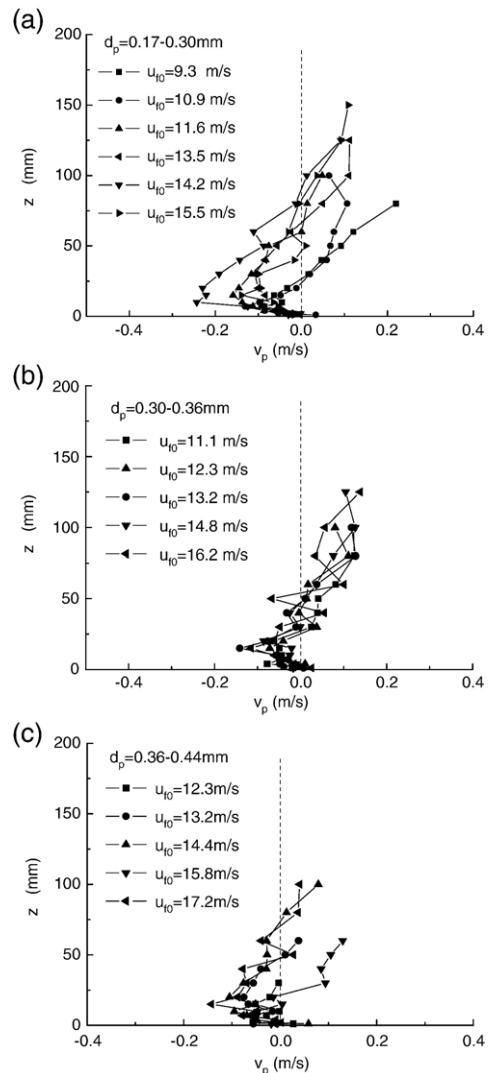 (a)
200
150
100
50
0
z (mm)
d_p=0.17-0.30mm
u_f0=9.3 m/s
u_f0=10.9 m/s
u_f0=11.6 m/s
u_f0=13.5 m/s
u_f0=14.2 m/s
u_f0=15.5 m/s
-0.4 -0.2 0.0 0.2 0.4
v_p (m/s)
(b)
200
150
100
50
0
z (mm)
d_p=0.30-0.36mm
u_f0=11.1 m/s
u_f0=12.3 m/s
u_f0=13.2 m/s
u_f0=14.8 m/s
u_f0=16.2 m/s
-0.4 -0.2 0.0 0.2 0.4
v_p (m/s)
(c)
200
150
100
50
0
z (mm)
d_p=0.36-0.44mm
u_f0=12.3m/s
u_f0=13.2m/s
u_f0=14.4m/s
u_f0=15.8m/s
u_f0=17.2m/s
-0.4 -0.2 0.0 0.2 0.4
v_p (m/s)